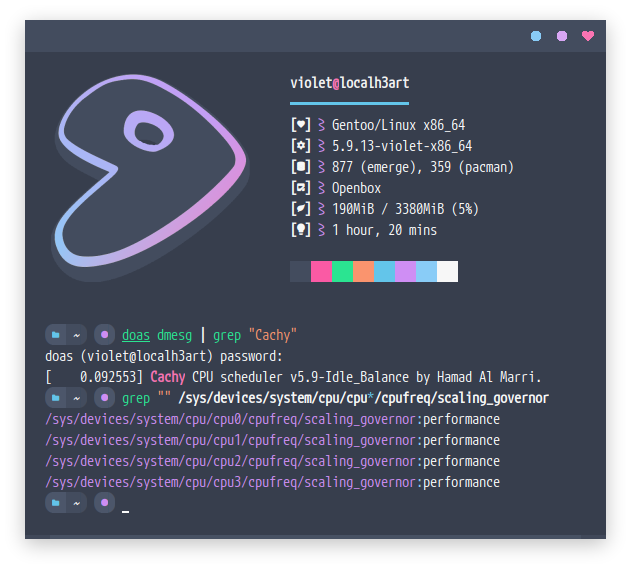 violet@localh3art
[♥] Gentoo/Linux x86_64
[] 5.9.13-violet-x86_64
[] 877 (emerge), 359 (pacman)
[] Openbox
[] 190MiB / 3380MiB (5%)
[] 1 hour, 20 mins
~ doas dmesg | grep "Cachy"
doas (violet@localh3art) password:
[    0.092553] Cachy CPU scheduler v5.9-Idle_Balance by Hamad Al Marri.
~ grep "" /sys/devices/system/cpu/cpu*/cpufreq/scaling_governor
/sys/devices/system/cpu/cpu0/cpufreq/scaling_governor:performance
/sys/devices/system/cpu/cpu1/cpufreq/scaling_governor:performance
/sys/devices/system/cpu/cpu2/cpufreq/scaling_governor:performance
/sys/devices/system/cpu/cpu3/cpufreq/scaling_governor:performance
~